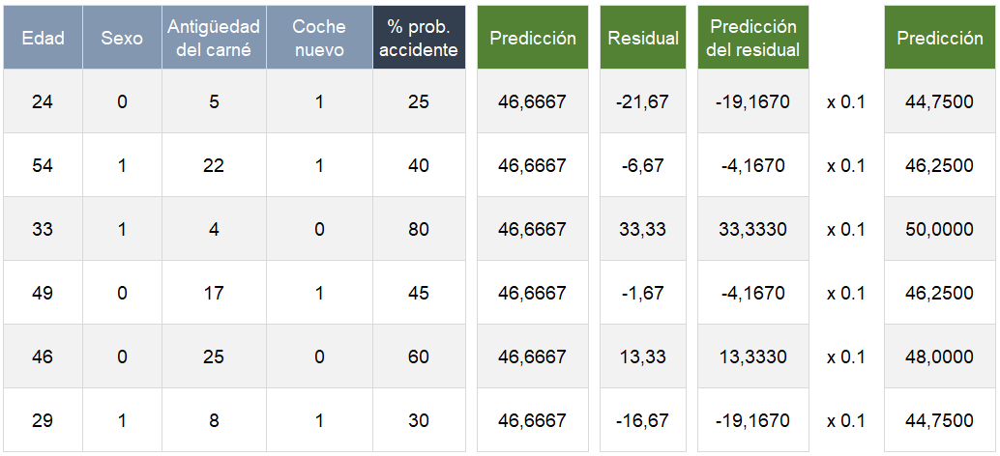 Edad Sexo Antigüedad del carné Coche nuevo % prob. accidente Predicción Residual Predicción del residual Predicción
24 0 5 1 25 46,6667 -21,67 -19,1670 x 0.1 44,7500
54 1 22 1 40 46,6667 -6,67 -4,1670 x 0.1 46,2500
33 1 4 0 80 46,6667 33,33 33,3330 x 0.1 50,0000
49 0 17 1 45 46,6667 -1,67 -4,1670 x 0.1 46,2500
46 0 25 0 60 46,6667 13,33 13,3330 x 0.1 48,0000
29 1 8 1 30 46,6667 -16,67 -19,1670 x 0.1 44,7500